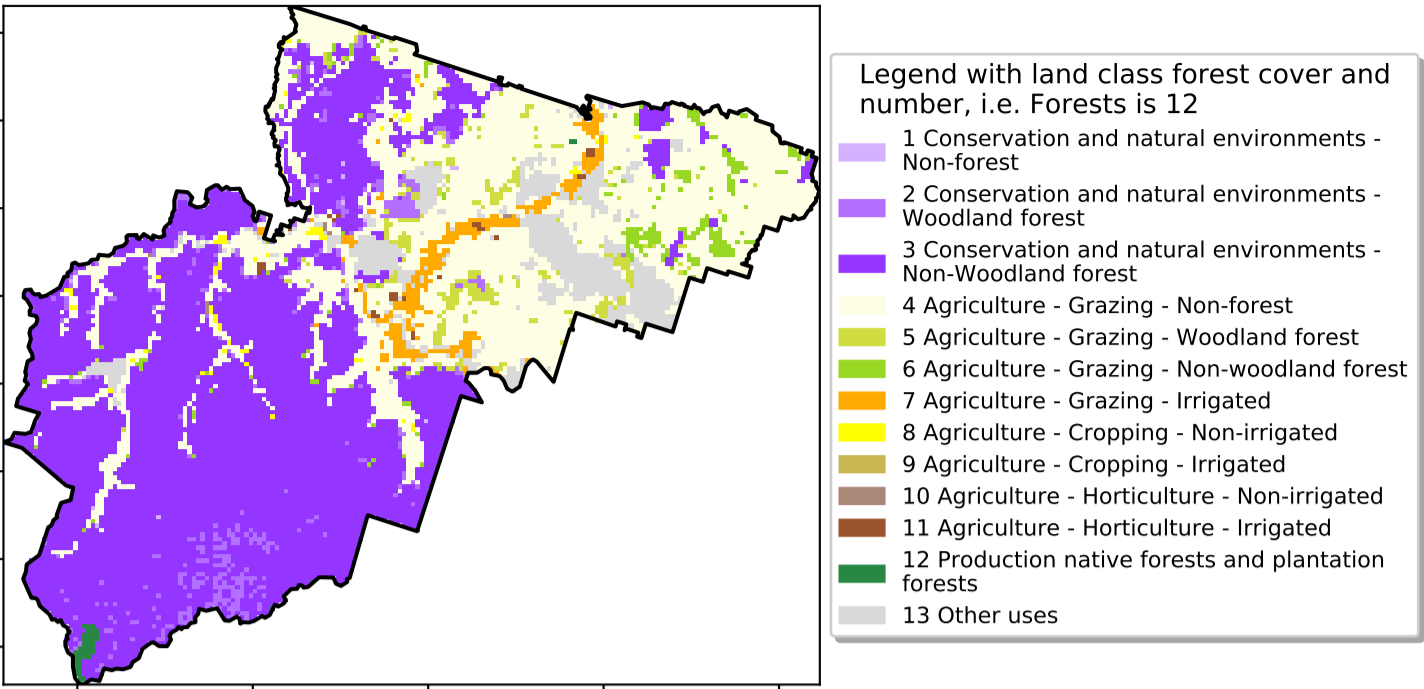 Legend with land class forest cover and
number, i.e. Forests is 12
1 Conservation and natural environments -
Non-forest
2 Conservation and natural environments -
Woodland forest
3 Conservation and natural environments -
Non-Woodland forest
4 Agriculture - Grazing - Non-forest
5 Agriculture - Grazing - Woodland forest
6 Agriculture - Grazing - Non-woodland forest
7 Agriculture - Grazing - Irrigated
8 Agriculture - Cropping - Non-irrigated
9 Agriculture - Cropping - Irrigated
10 Agriculture - Horticulture - Non-irrigated
11 Agriculture - Horticulture - Irrigated
12 Production native forests and plantation
forests
13 Other uses